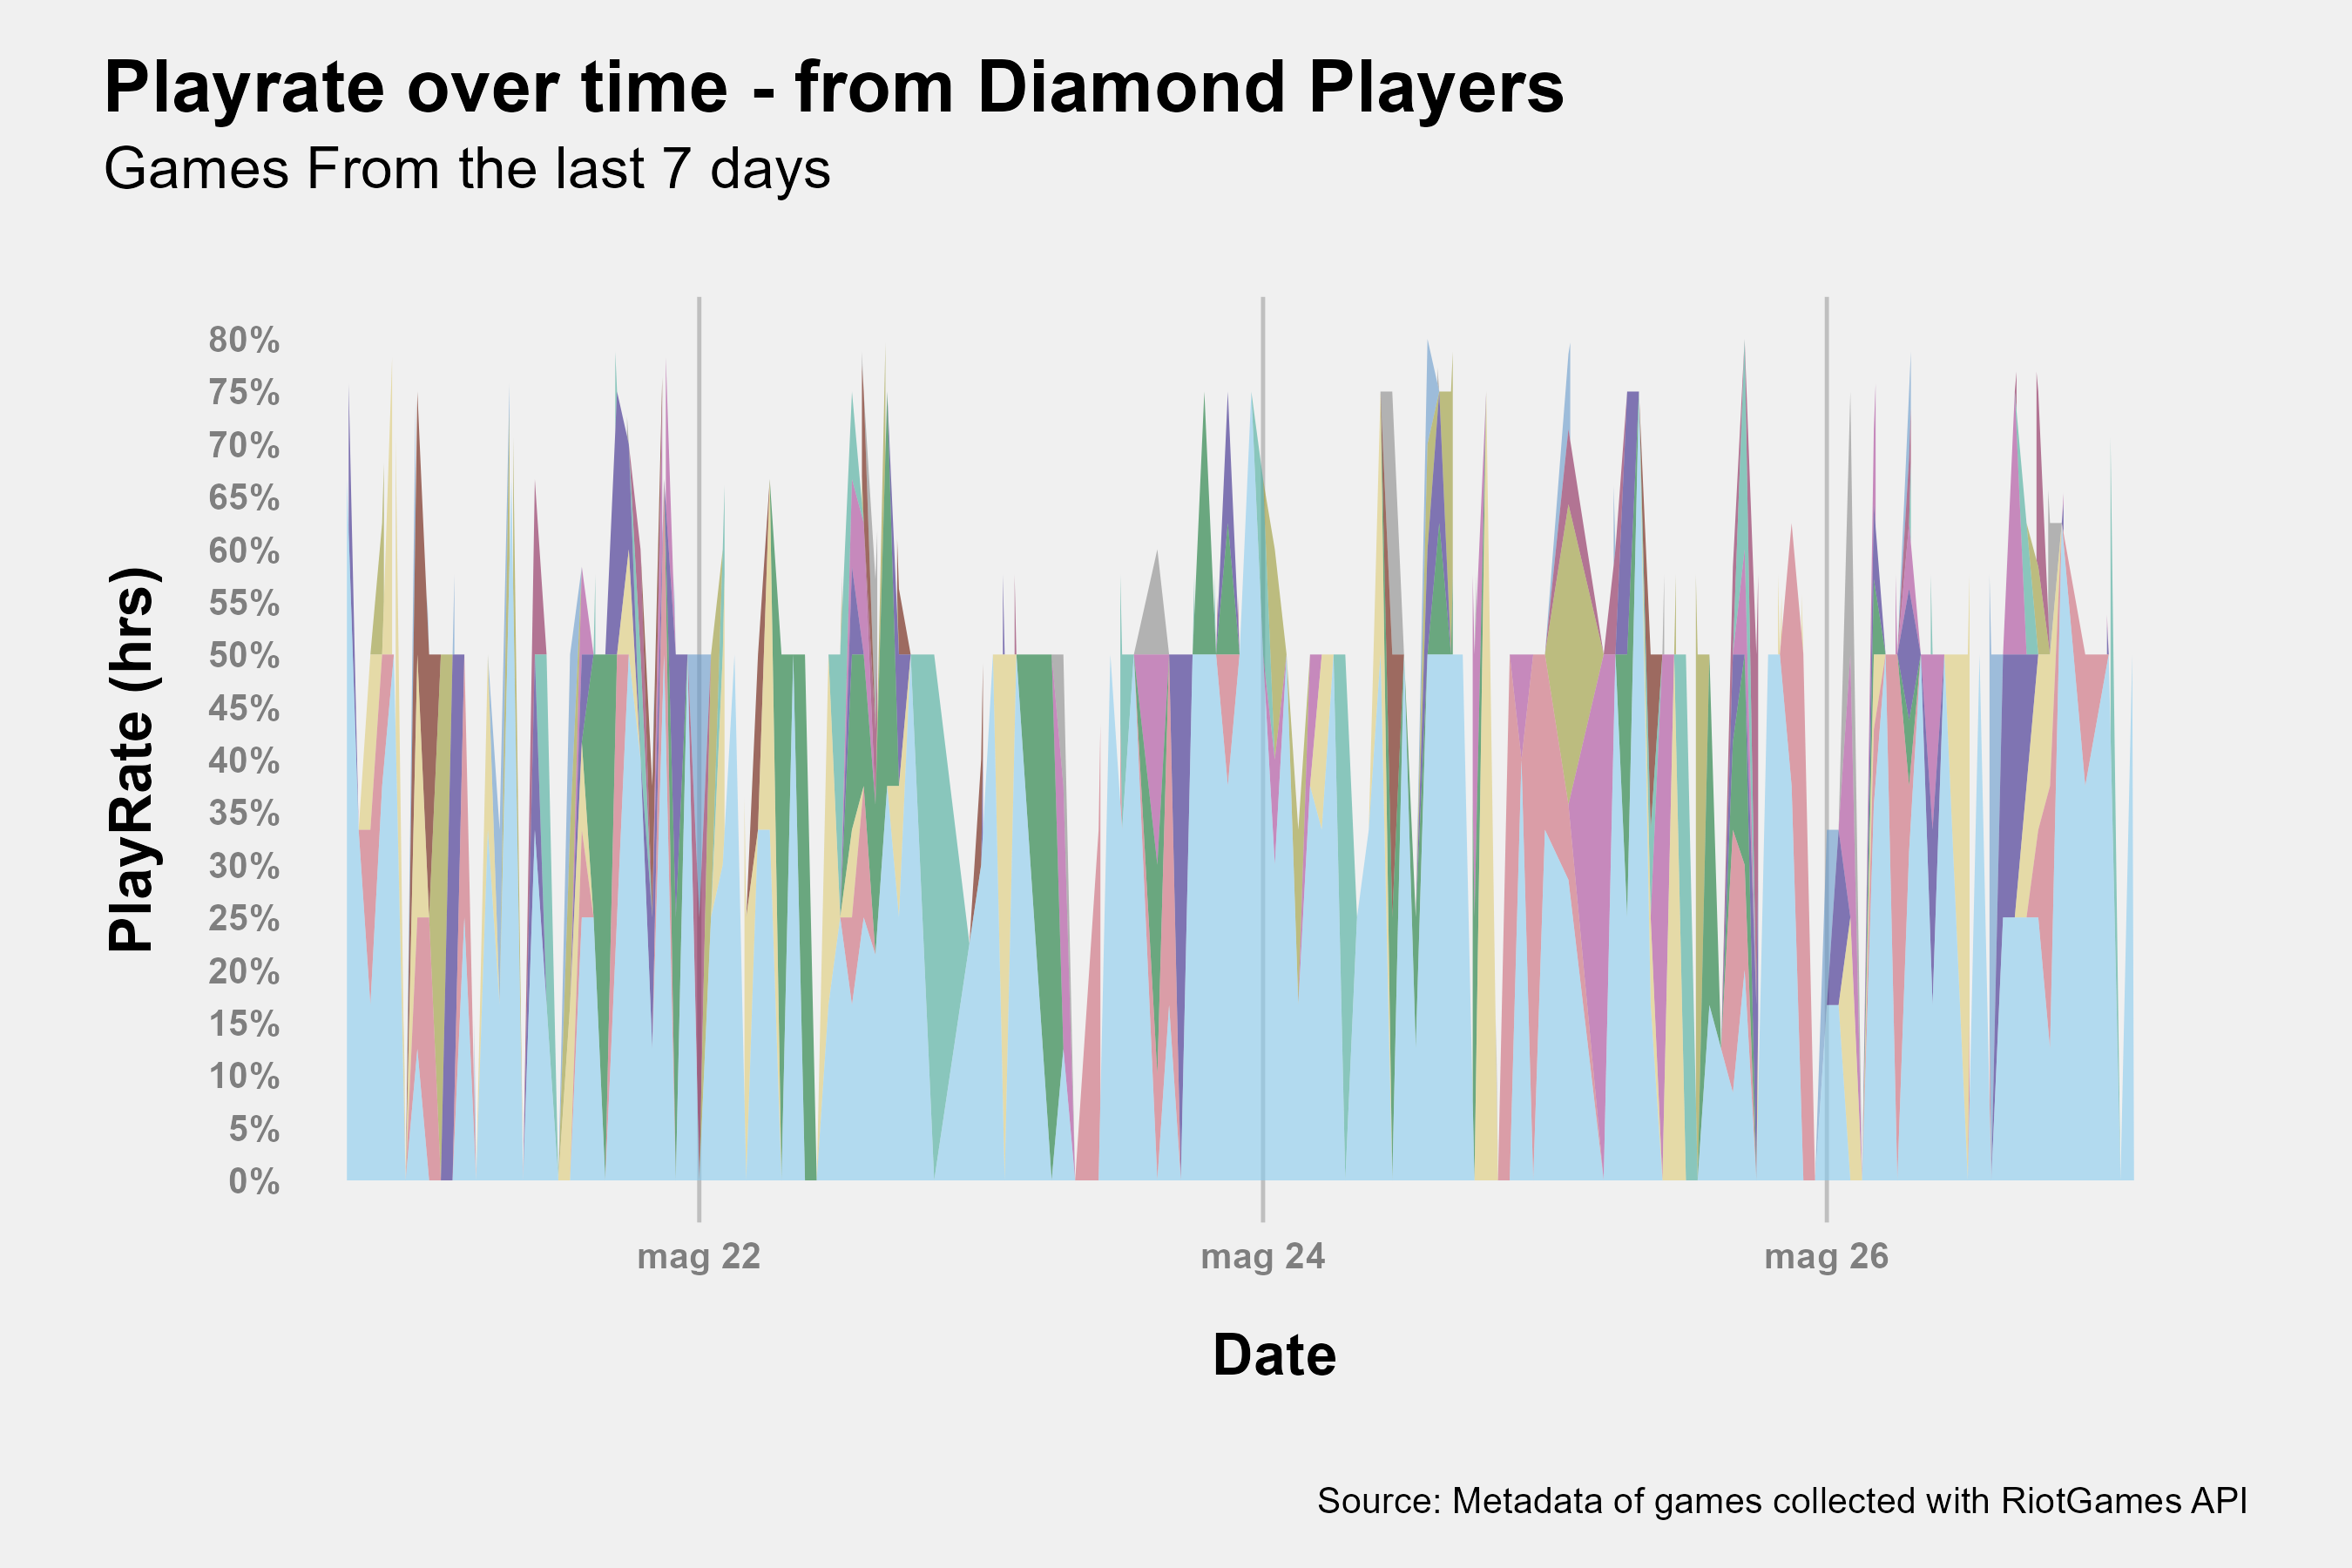 Playrate over time - from Diamond Players
Games From the last 7 days
PlayRate (hrs)
80%
75%
70%
65%
60%
55%
50%
45%
40%
35%
30%
25%
20%
15%
10%
5%
0%
mag 22
mag 24
mag 26
Date
Source: Metadata of games collected with RiotGames API